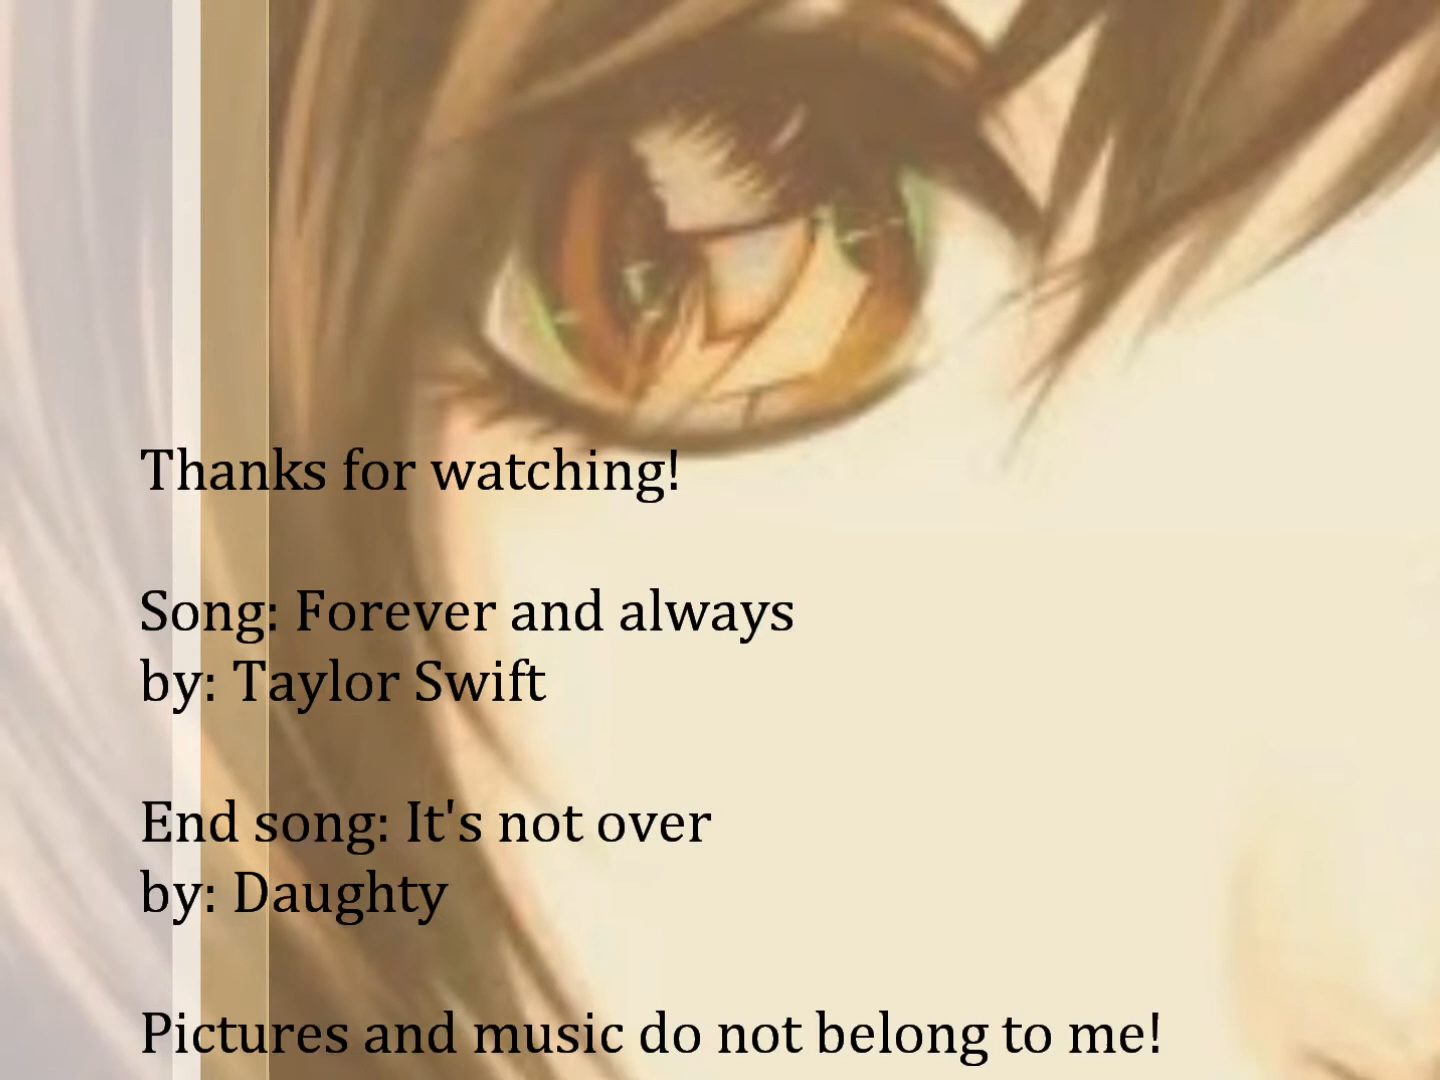 Thanks for watching!
Song: Forever and always
by: Taylor Swift
End song: It's not over
by: Daughty
Pictures and music do not belong to me!